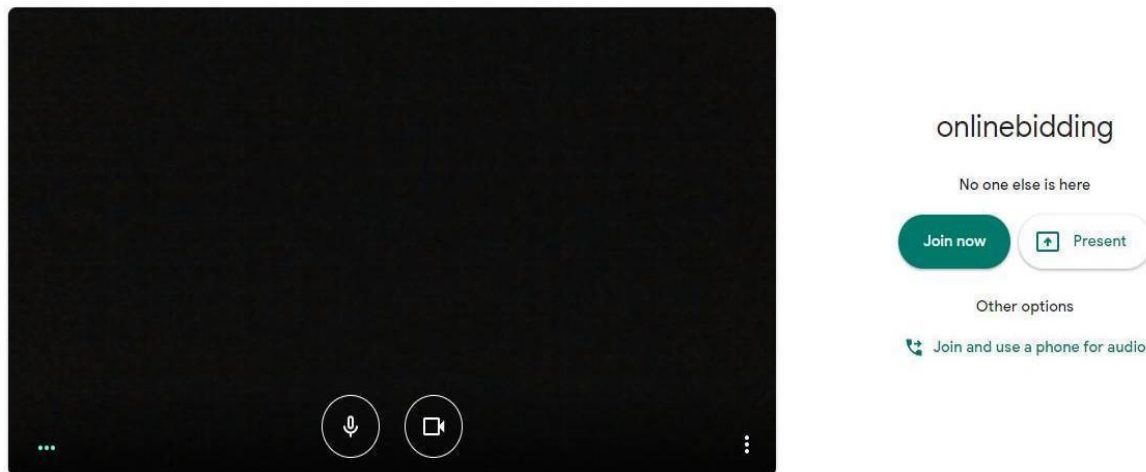 onlinebidding
No one else is here
Join now
Present
Other options
Join and use a phone for audio